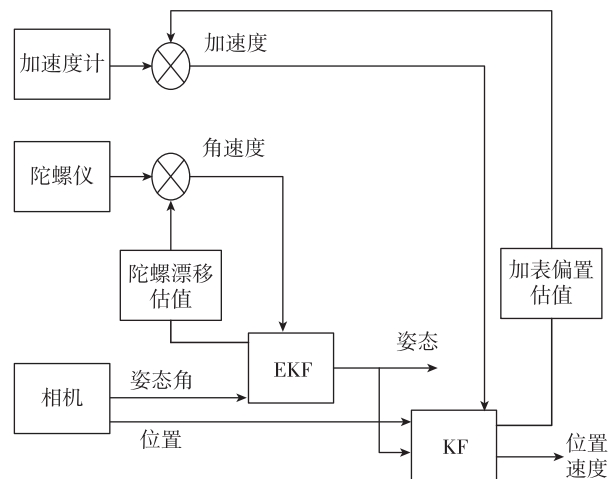 加速度
加速度计
陀螺仪
角速度
陀螺漂移
估值
加表偏置
估值
EKF
姿态
相机
姿态角
位置
KF
位置
速度